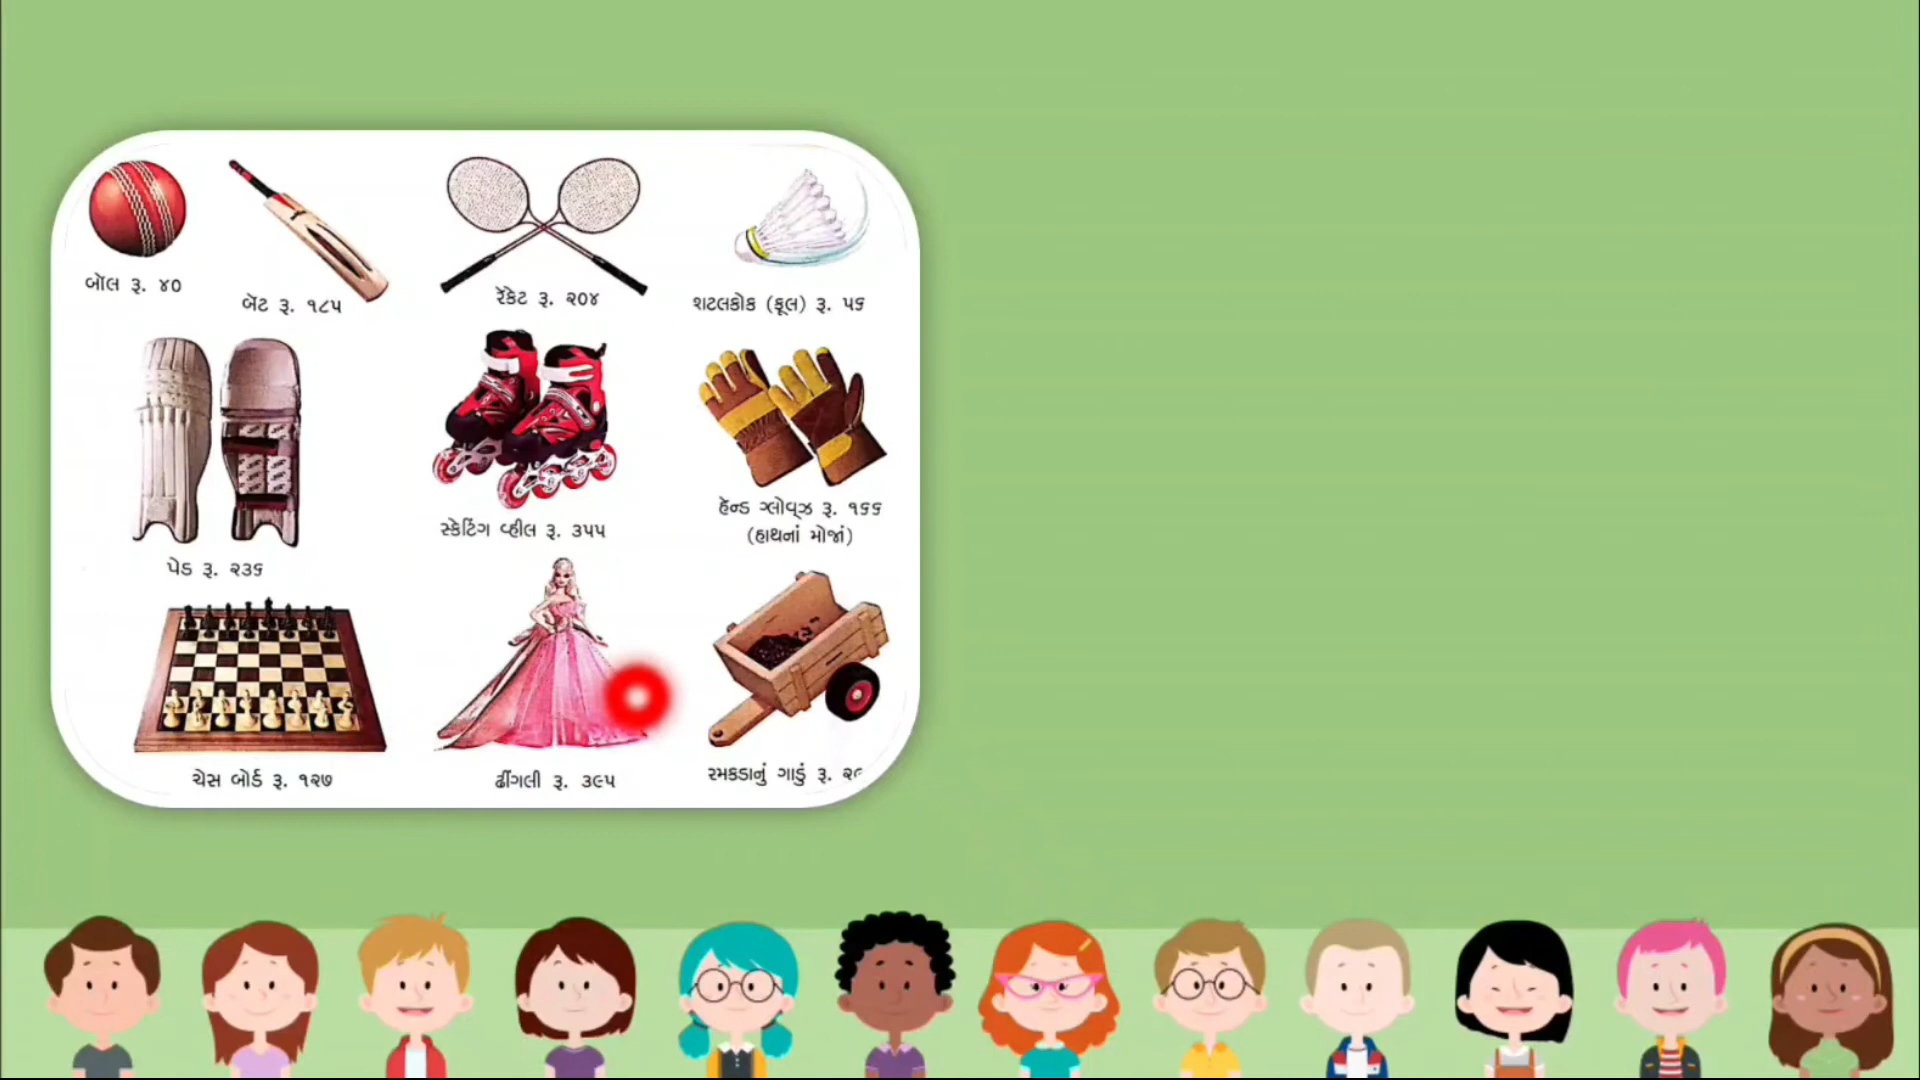 બૉલ રૂ. ૪૦
બૅટ રૂ. ૧૮૫
રૅકેટ રૂ. ૨૦૪
શટલકોક (ફૂલ) રૂ. ૫૬
પેડ રૂ. ૨૩૬
સ્કેટિંગ વ્હીલ રૂ. ૩૫૫
હેન્ડ ગ્લોવ્ઝ રૂ. ૧૬૬
(હાથનાં મોજાં)
ચેસ બોર્ડ રૂ. ૧૨૭
ઢીંગલી રૂ. ૩૯૫
રમકડાનું ગાડું રૂ.